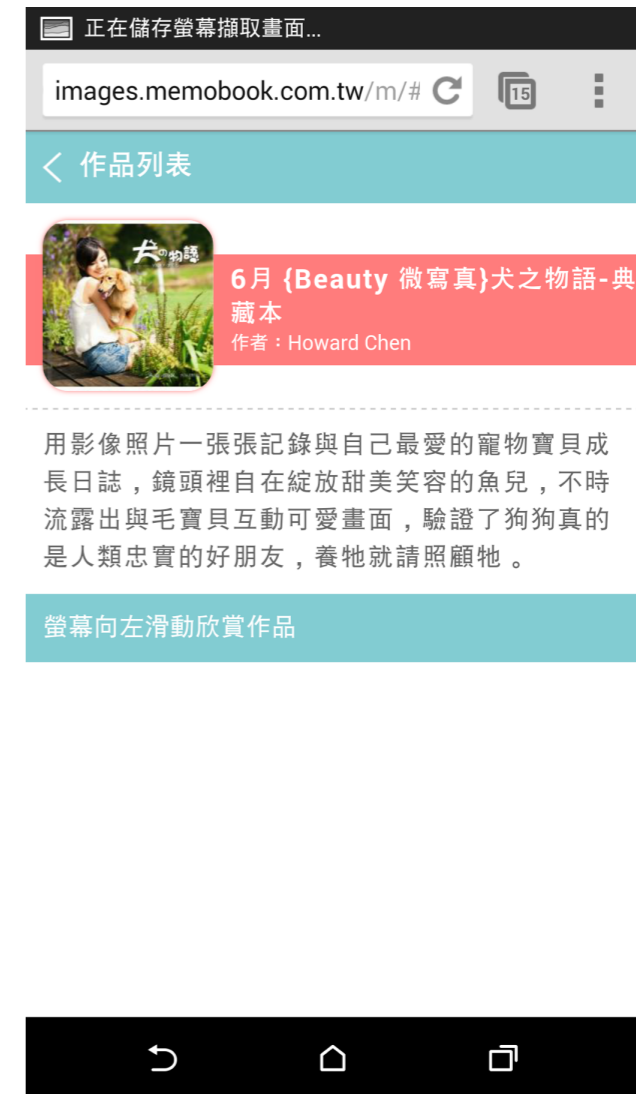 正在儲存螢幕擷取畫面...
images.memobook.com.tw/m/#
15
作品列表
犬の物語
6月 {Beauty 微寫真}犬之物語-典
藏本
作者：Howard Chen
用影像照片一張張記錄與自己最愛的寵物寶貝成
長日誌，鏡頭裡自在綻放甜美笑容的魚兒，不時
流露出與毛寶貝互動可愛畫面，驗證了狗狗真的
是人類忠實的好朋友，養牠就請照顧牠。
螢幕向左滑動欣賞作品